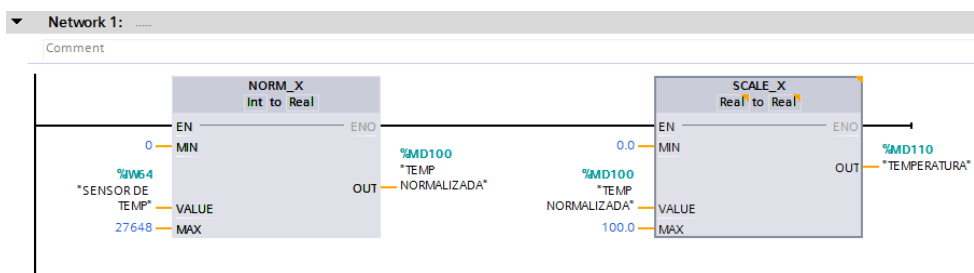 Network 1: .....
Comment
NORM_X
Int to Real
EN
ENO
0
MIN
%IW64
"SENSOR DE
TEMP"
VALUE
27648
MAX
OUT
%MD100
"TEMP
NORMALIZADA"
SCALE_X
Real to Real
EN
ENO
0.0
MIN
%MD100
"TEMP
NORMALIZADA"
VALUE
100.0
MAX
OUT
%MD110
"TEMPERATURA"